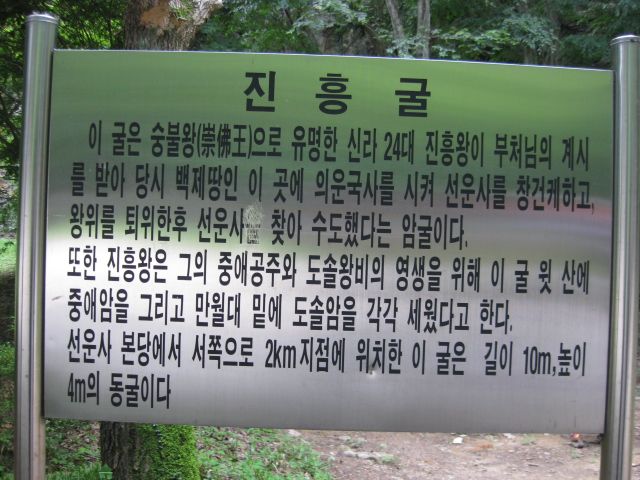 진흥굴
이 굴은 숭불왕(崇佛王)으로 유명한 신라 24대 진흥왕이 부처님의 계시
를 받아 당시 백제땅인 이 곳에 의운국사를 시켜 선운사를 창건케하고,
왕위를 퇴위한후 선운사 찾아 수도했다는 암굴이다.
또한 진흥왕은 그의 중애공주와 도솔왕비의 영생을 위해 이 굴 윗 산에
중애암을 그리고 만월대 밑에 도솔암을 각각 세웠다고 한다.
선운사 본당에서 서쪽으로 2km지점에 위치한 이 굴은 길이 10m,높이
4m의 동굴이다